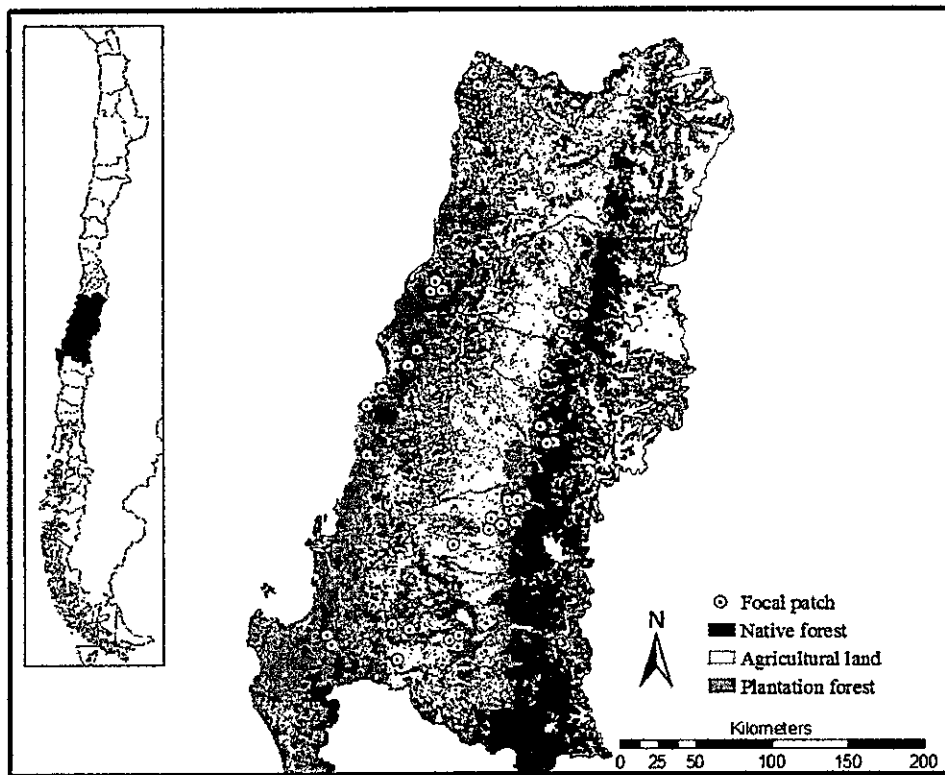 Focal patch
N
Native forest
Agricultural land
Plantation forest
Kilometers
0 25 50 100 150 200